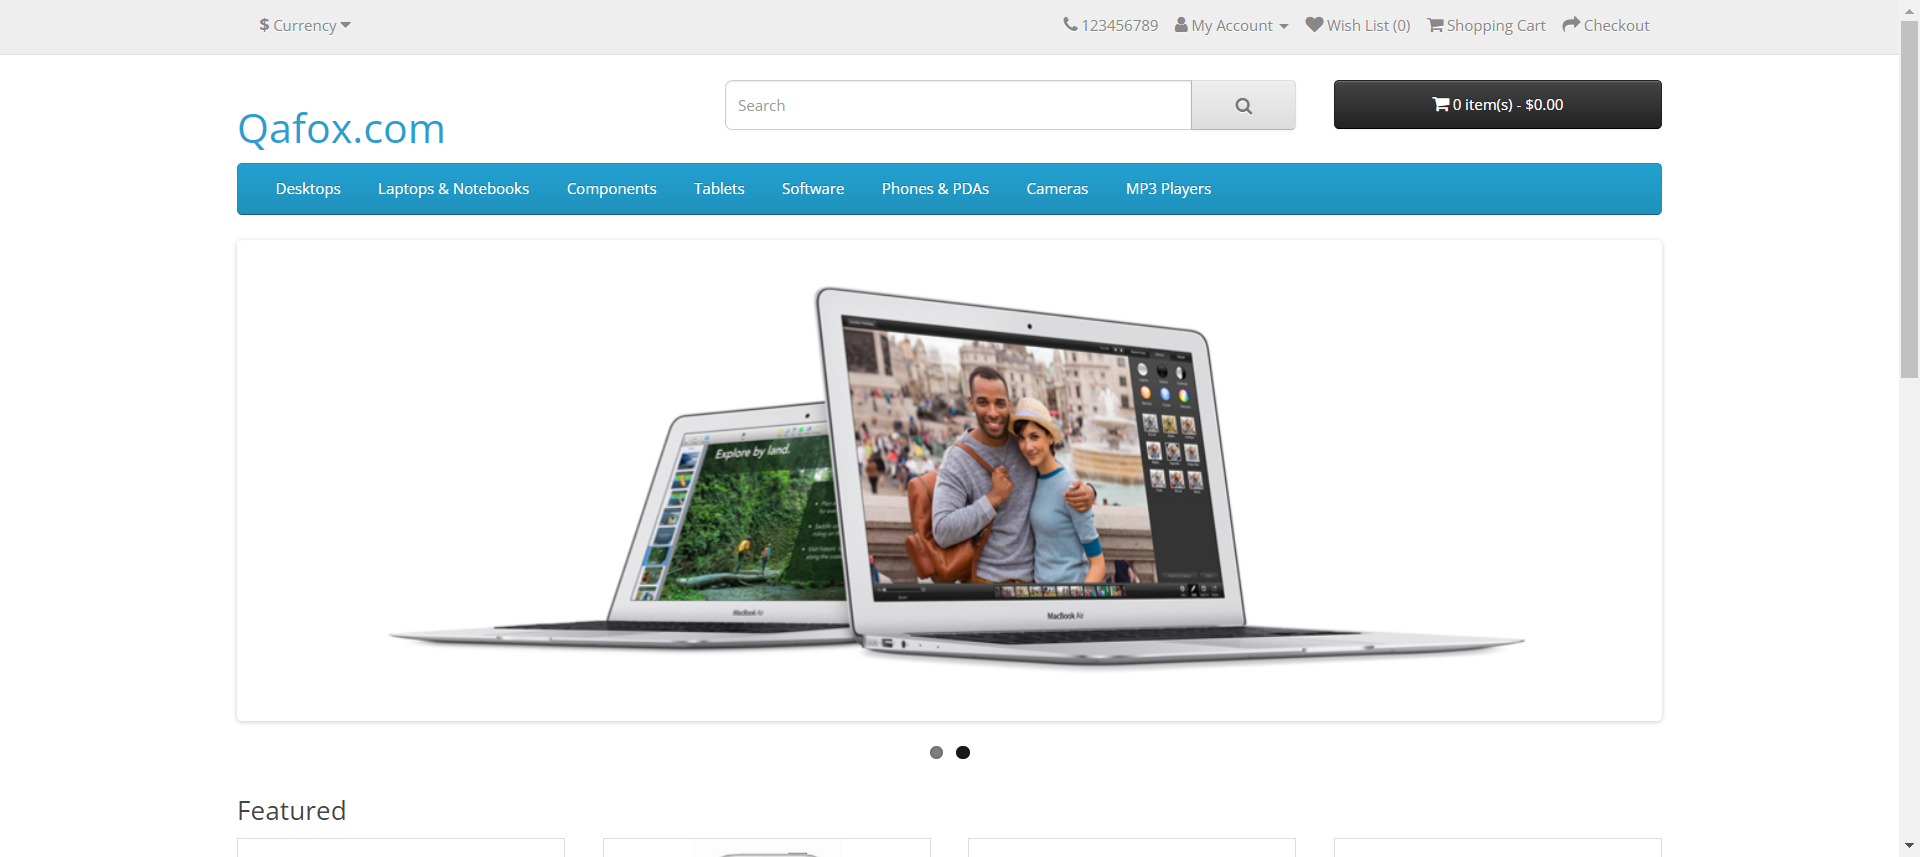 $ Currency
123456789 My Account Wish List (0) Shopping Cart Checkout
Qafox.com
Search
0 item(s) - $0.00
Desktops Laptops & Notebooks Components Tablets Software Phones & PDAs Cameras MP3 Players
Explore by land.
MacBook Air
MacBook Air
Featured